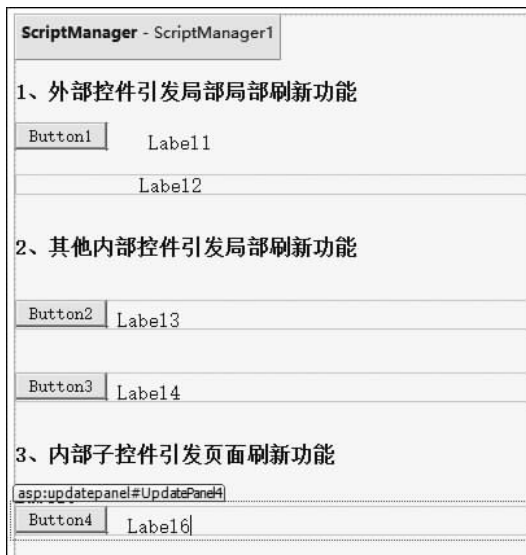 ScriptManager - ScriptManager1
1、外部控件引发局部局部刷新功能
Button1 Label1
Label2
2、其他内部控件引发局部刷新功能
Button2 Label3
Button3 Label4
3、内部子控件引发页面刷新功能
asp:updatepanel#UpdatePanel4
Button4 Label6